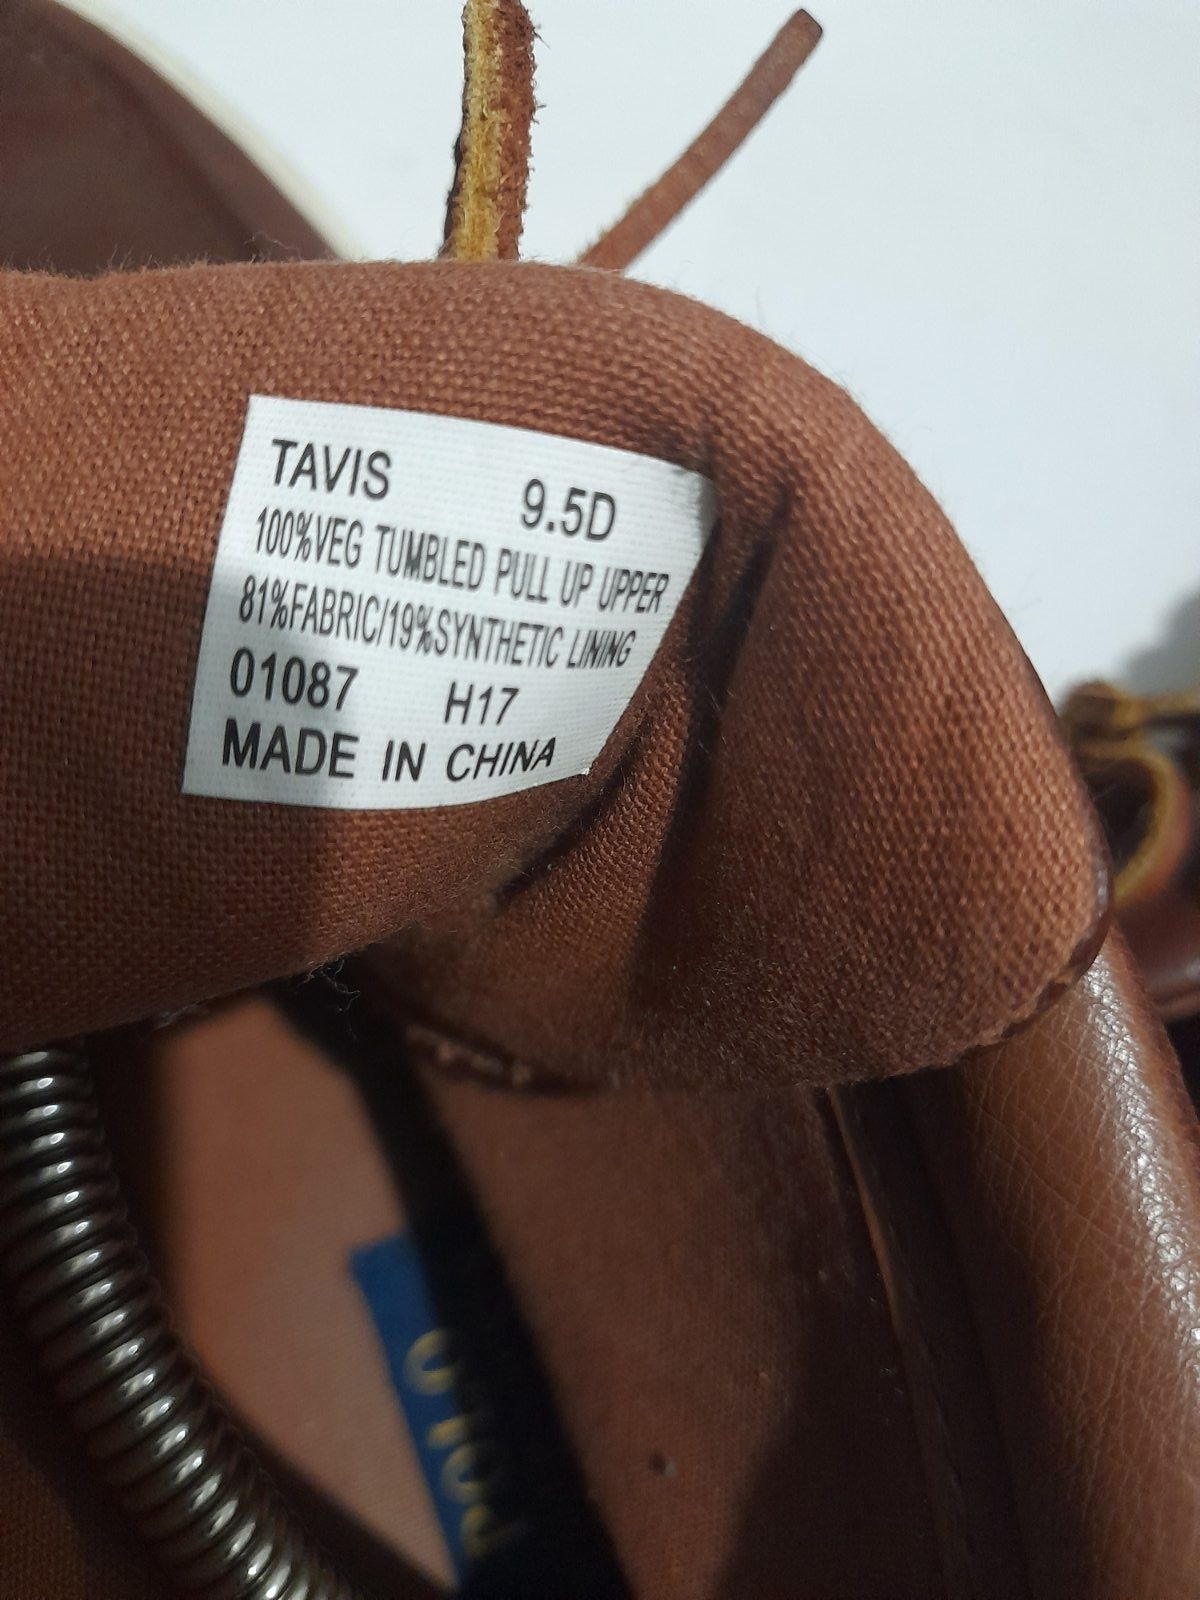 TAVIS 9.5D
100%VEG TUMBLED PULL UP UPPER
81%FABRIC/19%SYNTHETIC LINING
01087 H17
MADE IN CHINA
POLO